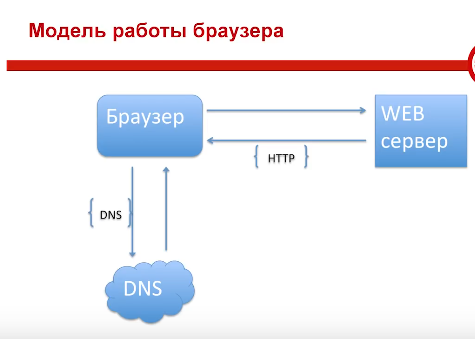 Модель работы браузера
Браузер
WEB
сервер
{ HTTP }
{ DNS }
DNS